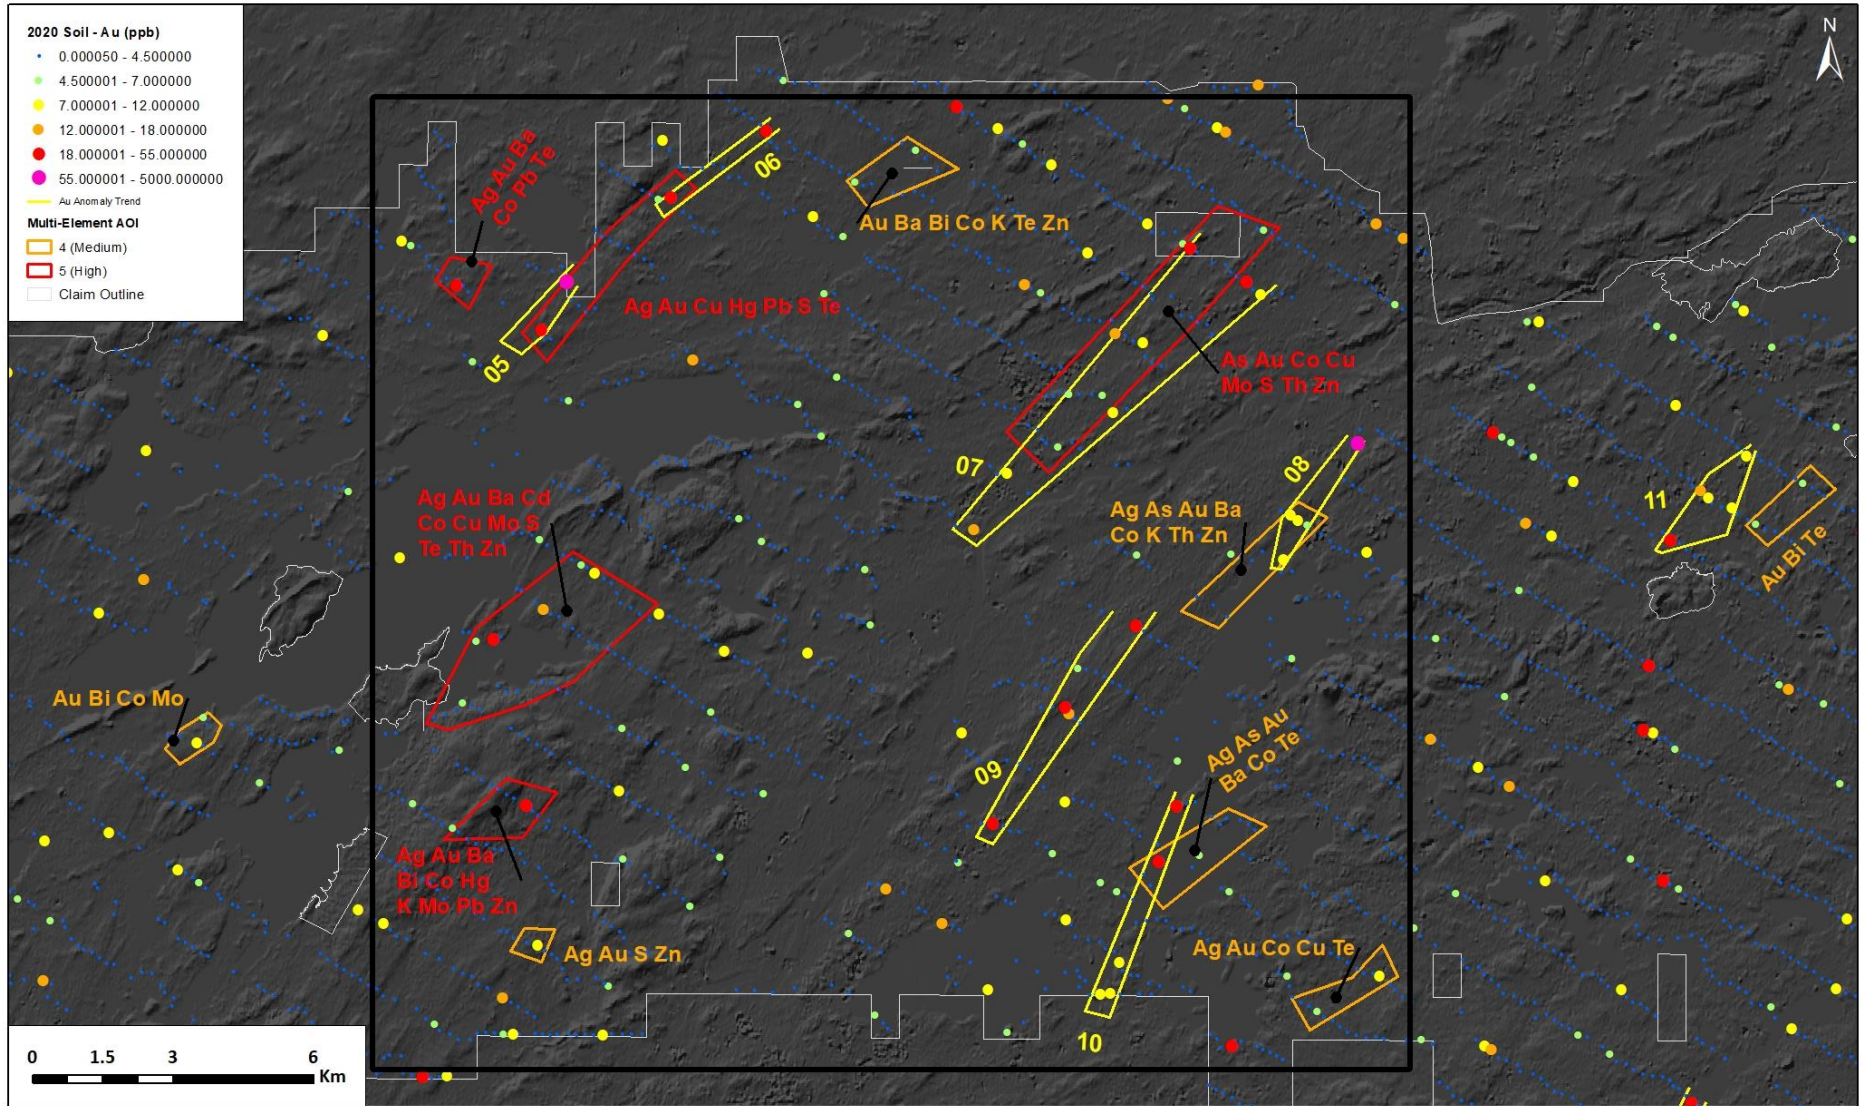 2020 Soil - Au (ppb)
0.000050 - 4.500000
4.500001 - 7.000000
7.000001 - 12.000000
12.000001 - 18.000000
18.000001 - 55.000000
55.000001 - 5000.000000
Au Anomaly Trend
Multi-Element AOI
4 (Medium)
5 (High)
Claim Outline
N
Ag Au Ba
Co Pb Te
06
Au Ba Bi Co K Te Zn
Ag Au Cu Hg Pb S Te
05
As Au Co Cu
Mo S Th Zn
07
08
11
Ag Au Ba Cd
Co Cu Mo S
Te Th Zn
Ag As Au Ba
Co K Th Zn
Au Bi Te
Au Bi Co Mo
09
Ag As Au
Ba Co Te
Ag Au Ba
Bi Co Hg
K Mo Pb Zn
Ag Au S Zn
Ag Au Co Cu Te
10
0 1.5 3 6
Km